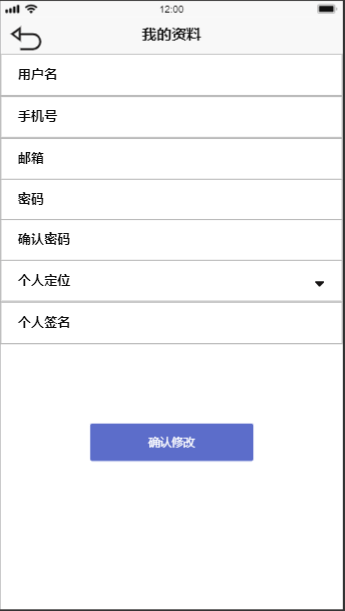 12:00
我的资料
用户名
手机号
邮箱
密码
确认密码
个人定位
个人签名
确认修改